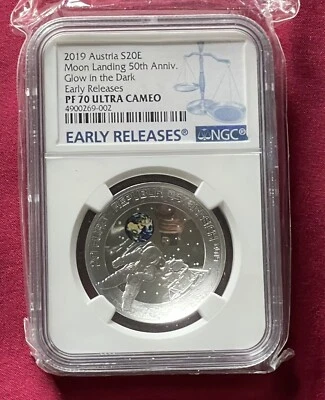 2019 Austria S20E
Moon Landing 50th Anniv.
Glow in the Dark
Early Releases
PF 70 ULTRA CAMEO
4900269-002
EARLY RELEASES®
NGC®
REPUBLIK